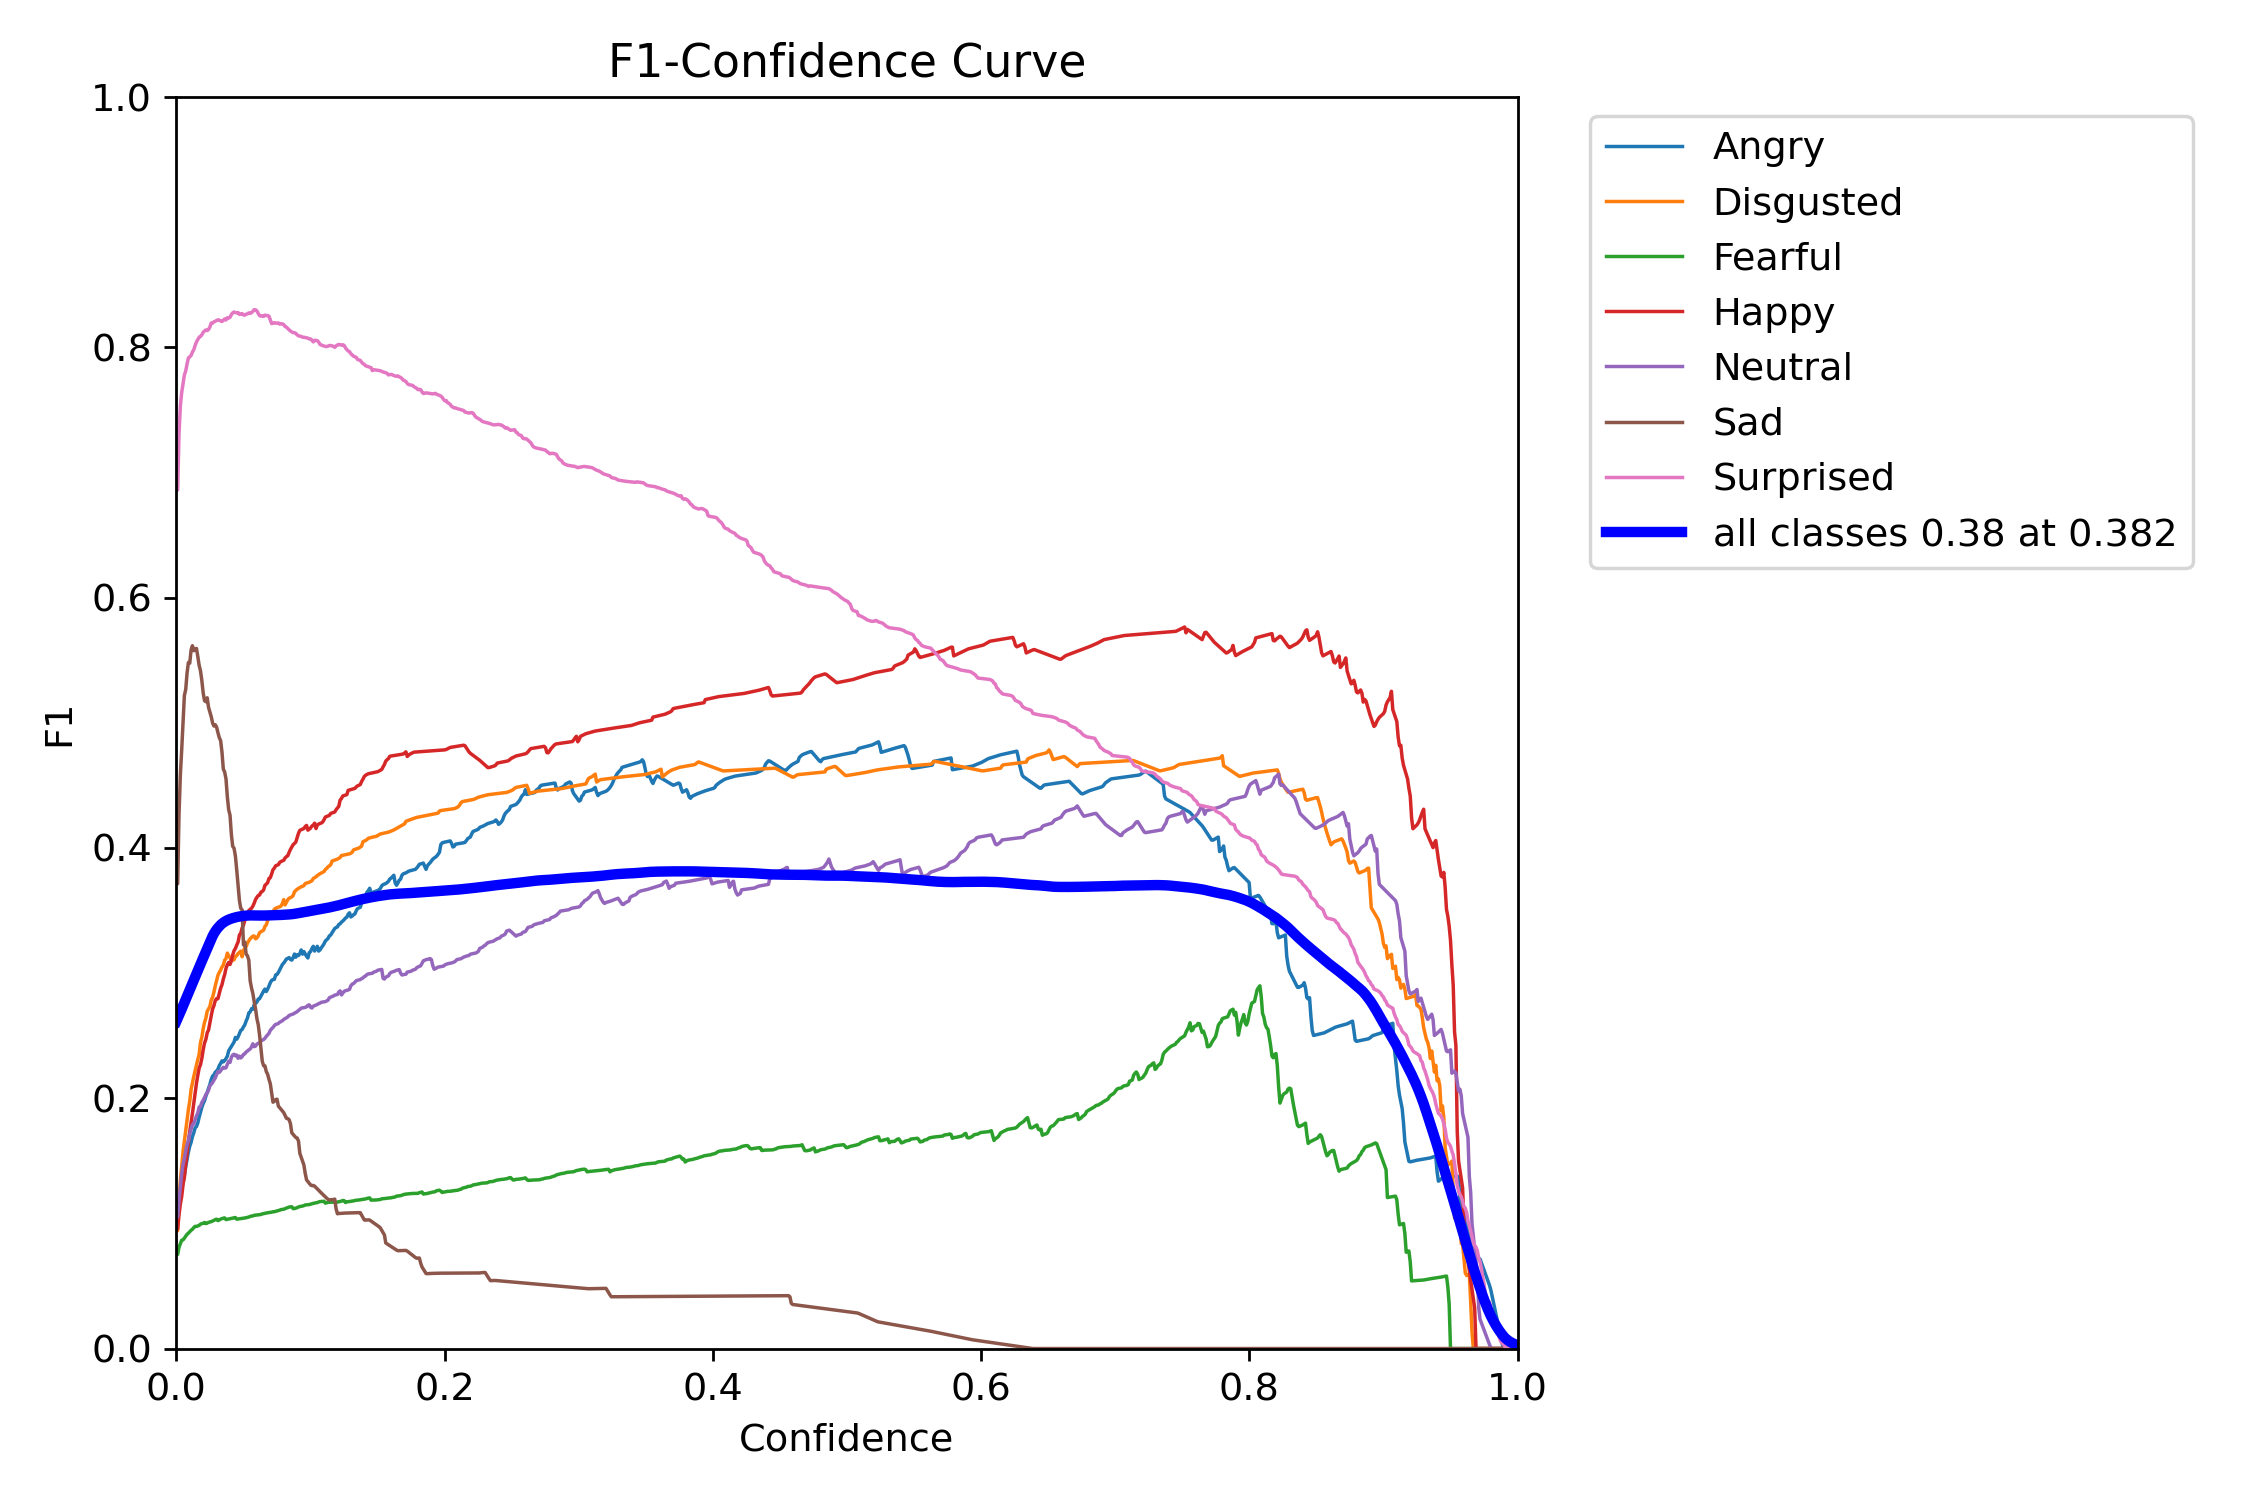 F1-Confidence Curve
1.0
0.8
0.6
0.4
0.2
0.0
F1
0.0 0.2 0.4 0.6 0.8 1.0
Confidence
Angry
Disgusted
Fearful
Happy
Neutral
Sad
Surprised
all classes 0.38 at 0.382